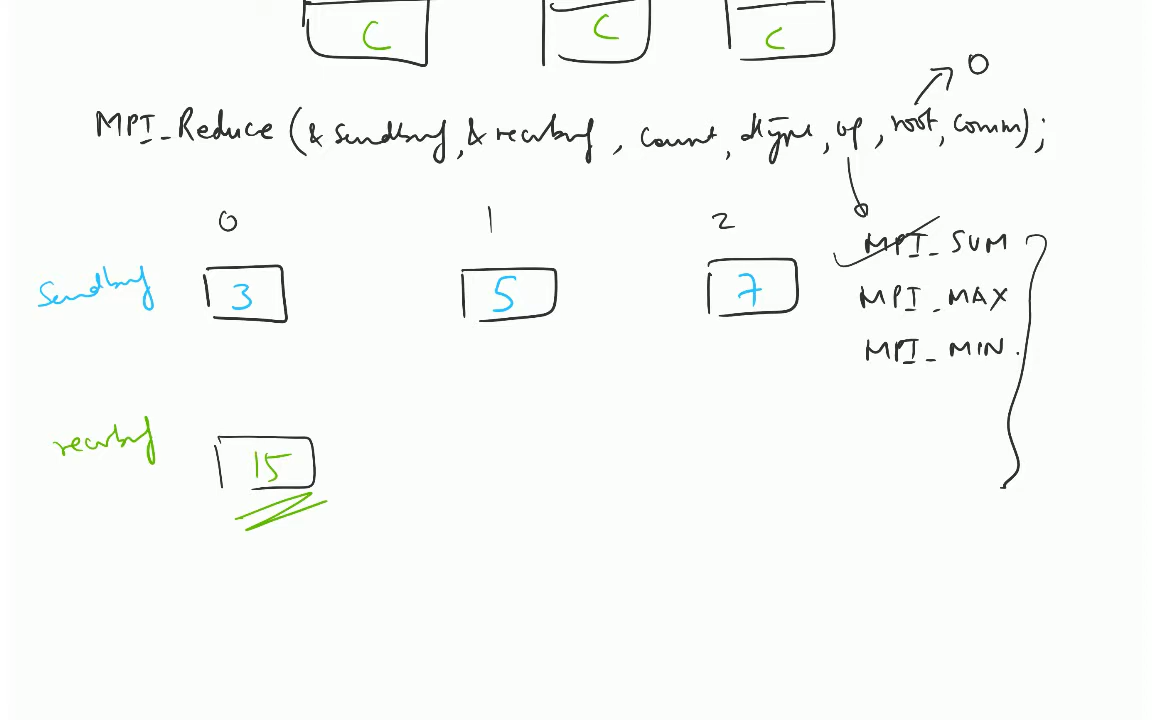 C C C
0
MPI_Reduce (& sendbuf, & recvbuf, count, dtype, op, root, comm);
0 1 2
MPI_SUM
Sendbuf 3 5 7
MPI_MAX
MPI_MIN.
recvbuf
15